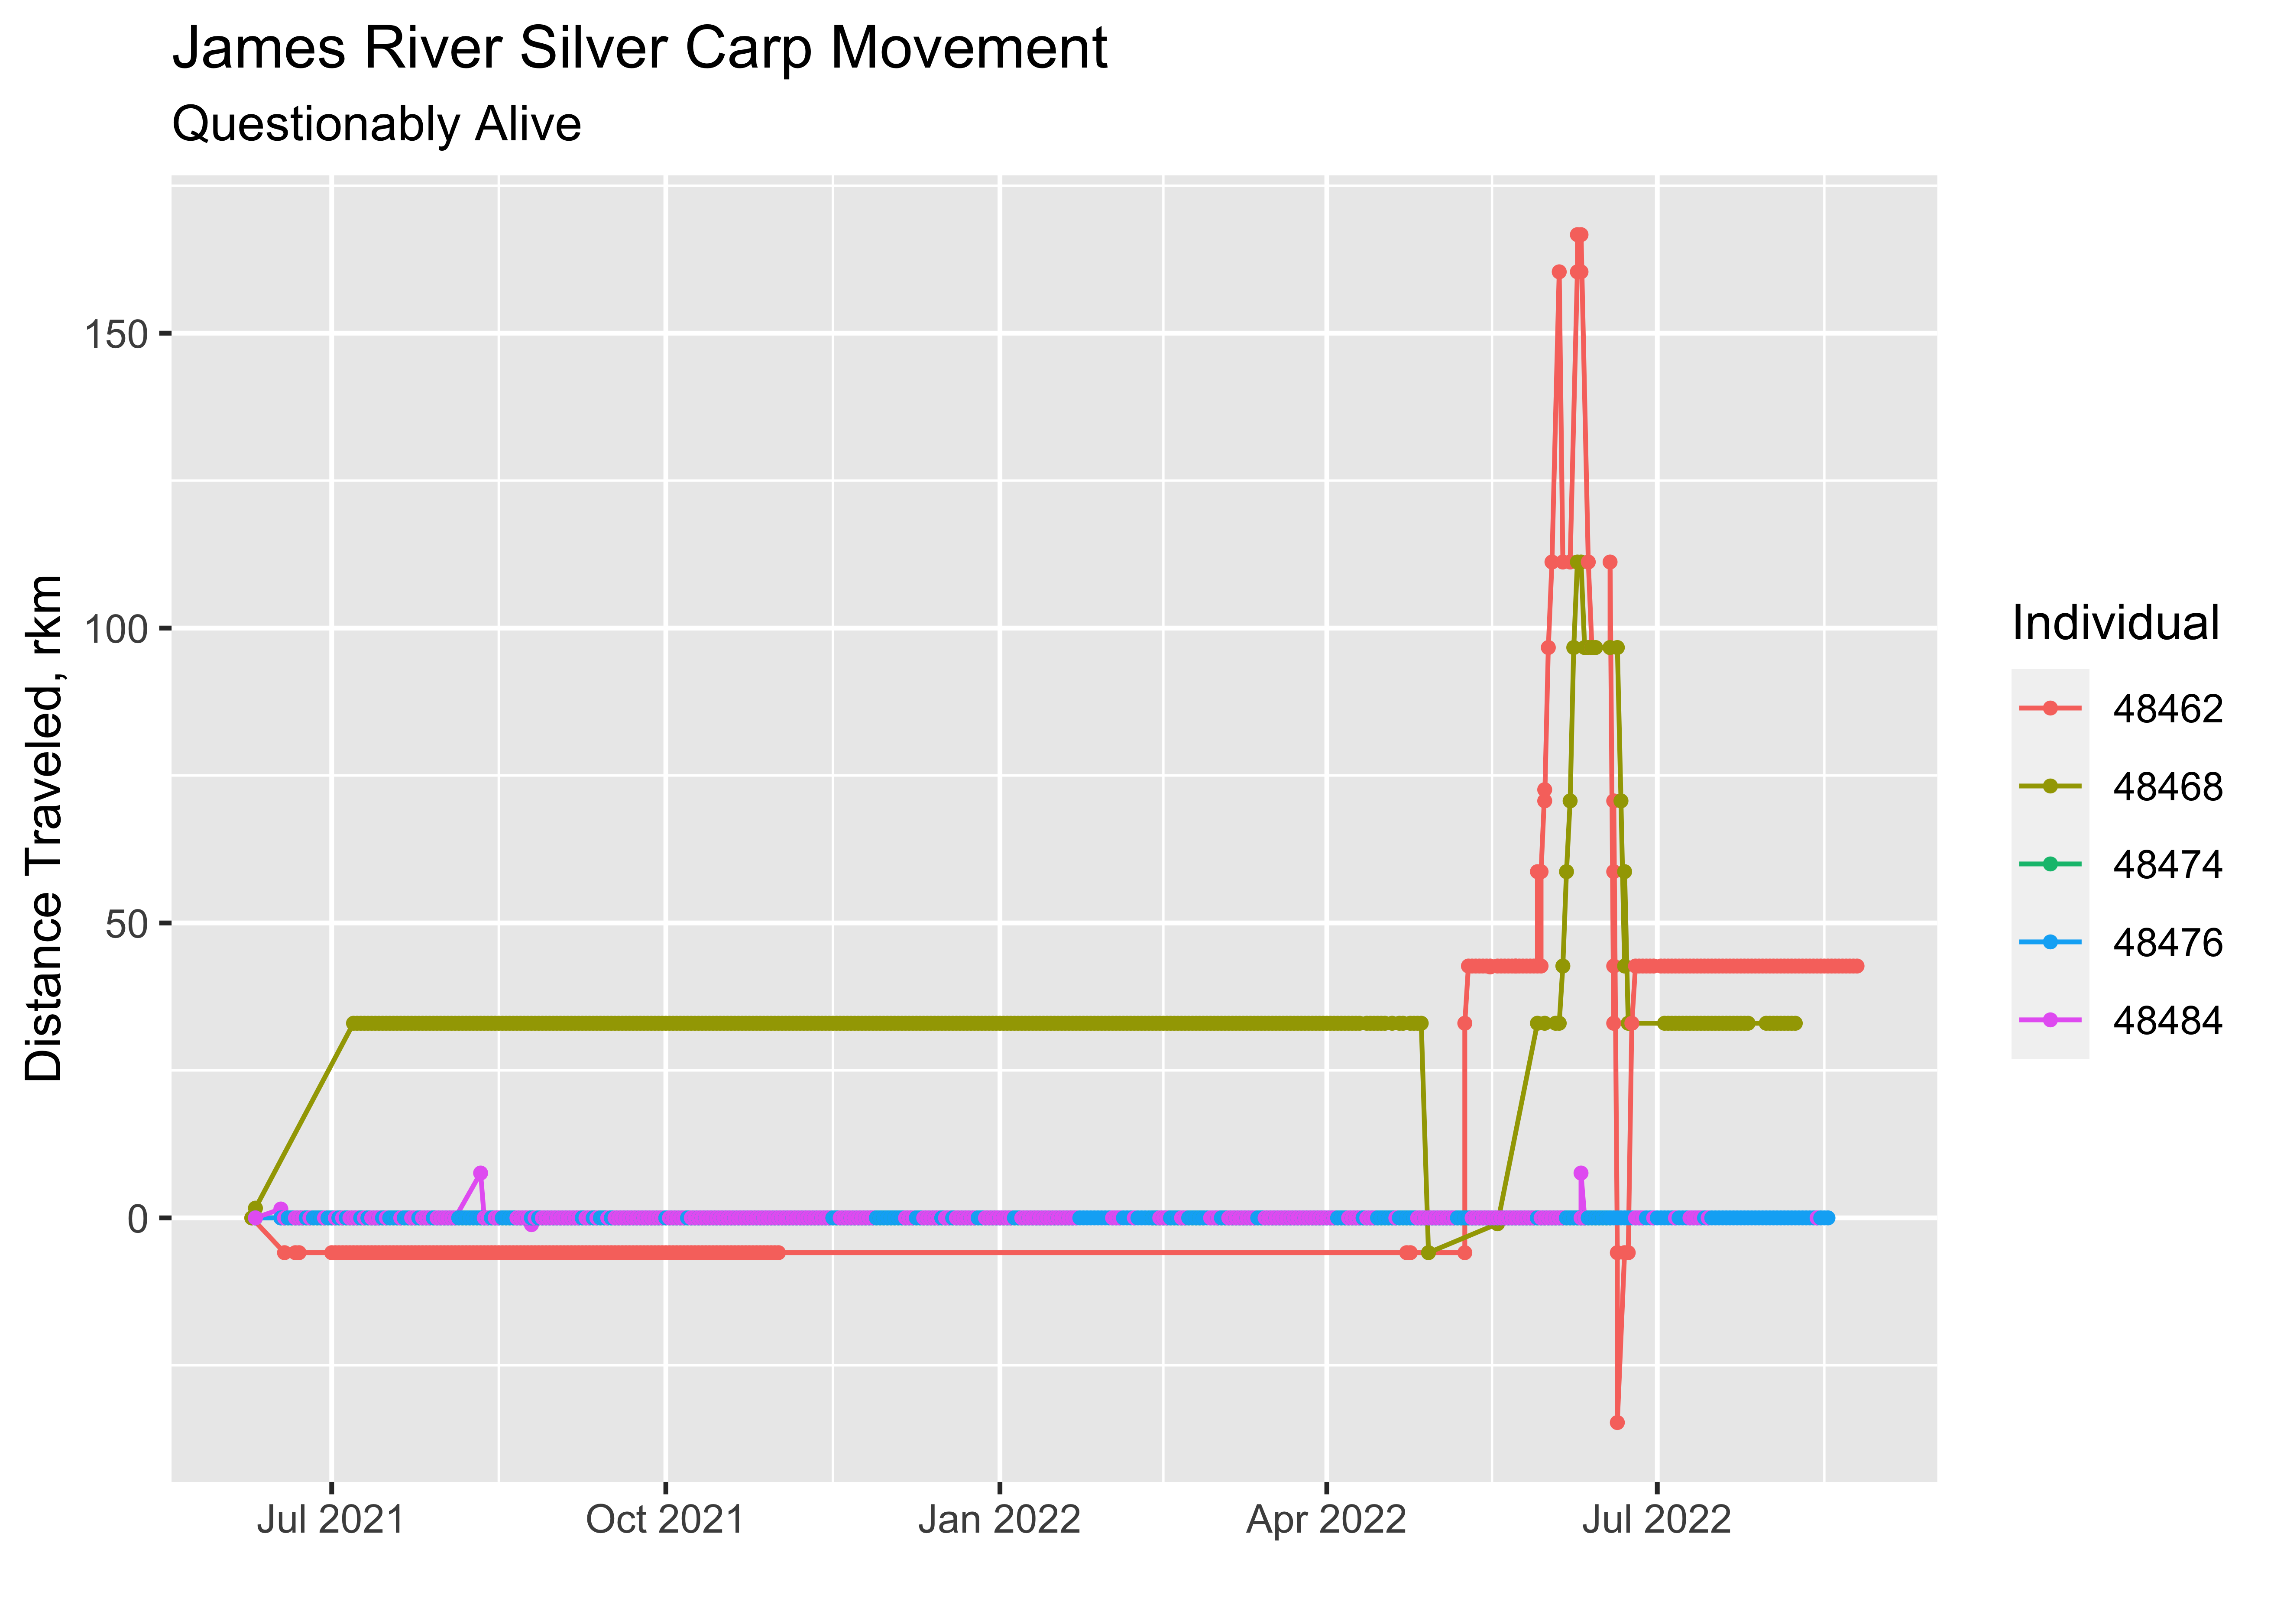 James River Silver Carp Movement
Questionably Alive
Distance Traveled, rkm
150
100
50
0
Jul 2021
Oct 2021
Jan 2022
Apr 2022
Jul 2022
Individual
48462
48468
48474
48476
48484